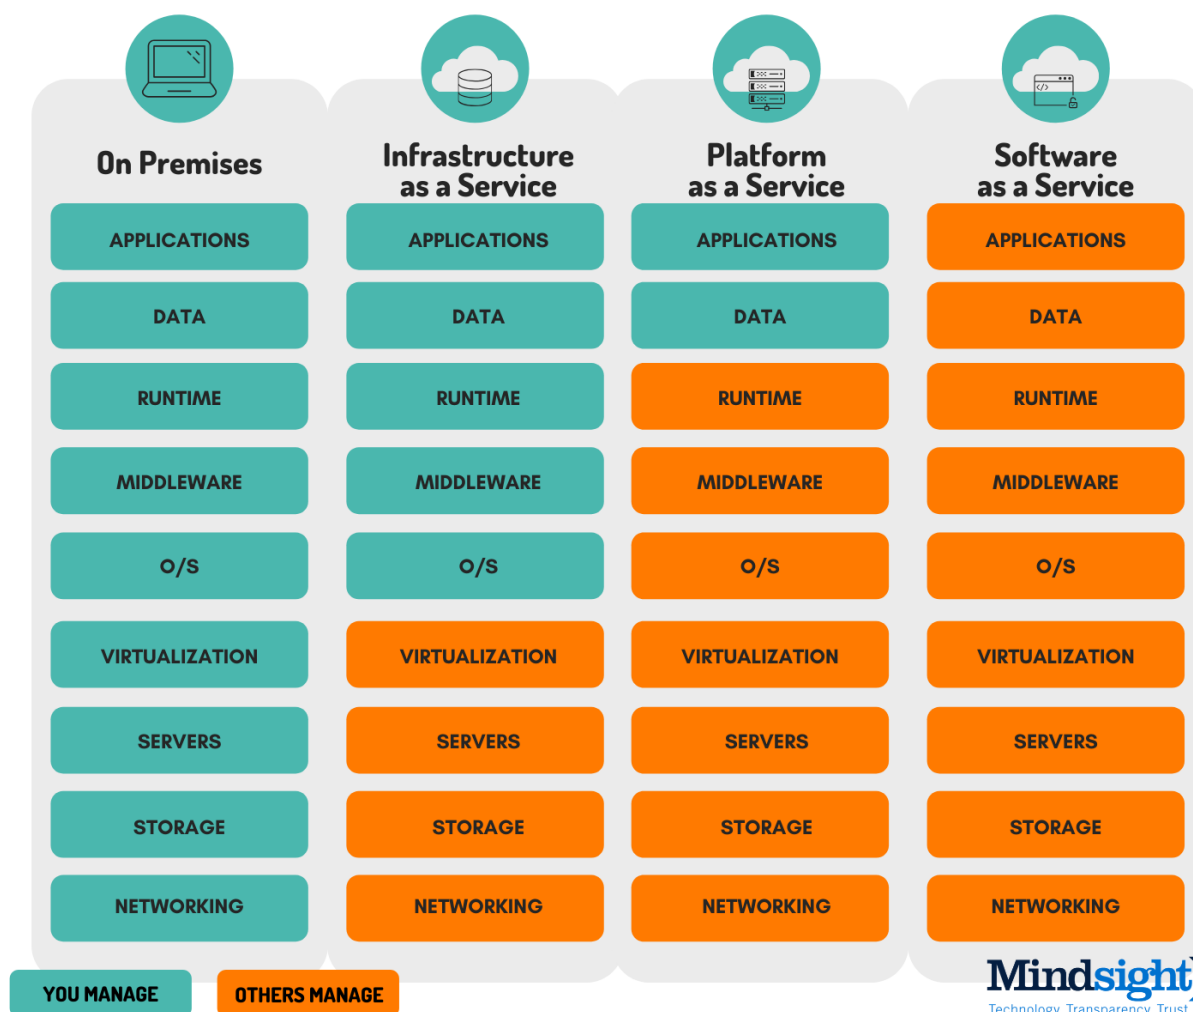 On Premises
APPLICATIONS
DATA
RUNTIME
MIDDLEWARE
O/S
VIRTUALIZATION
SERVERS
STORAGE
NETWORKING
Infrastructure
as a Service
APPLICATIONS
DATA
RUNTIME
MIDDLEWARE
O/S
VIRTUALIZATION
SERVERS
STORAGE
NETWORKING
Platform
as a Service
APPLICATIONS
DATA
RUNTIME
MIDDLEWARE
O/S
VIRTUALIZATION
SERVERS
STORAGE
NETWORKING
Software
as a Service
</>
APPLICATIONS
DATA
RUNTIME
MIDDLEWARE
O/S
VIRTUALIZATION
SERVERS
STORAGE
NETWORKING
YOU MANAGE
OTHERS MANAGE
Mindsight
Technology. Transparency. Trust